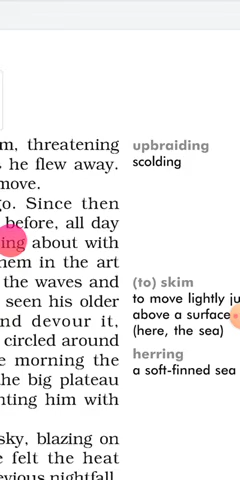 m, threatening
s he flew away.
move.
go. Since then
before, all day
ing about with
hem in the art
the waves and
seen his older
nd devour it,
circled around
e morning the
the big plateau
nting him with
sky, blazing on
e felt the heat
evious nightfall
upbraiding
scolding
(to) skim
to move lightly ju
above a surface
(here, the sea)
herring
a soft-finned sea